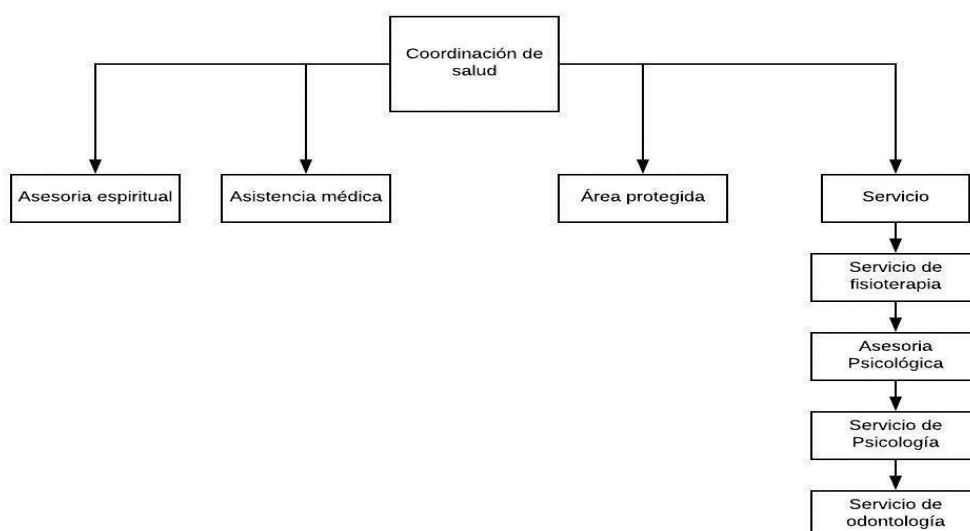 Coordinación de
salud
Asesoria espiritual
Asistencia médica
Área protegida
Servicio
Servicio de
fisioterapia
Asesoria
Psicológica
Servicio de
Psicología
Servicio de
odontología